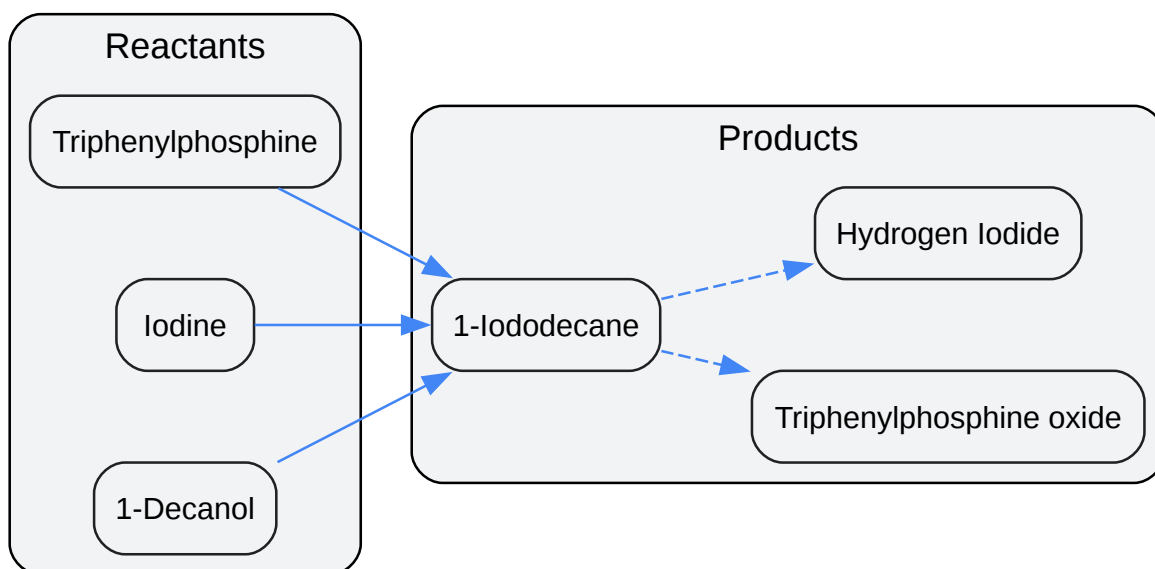 Reactants
Triphenylphosphine
Iodine
1-Decanol
Products
1-Iododecane
Hydrogen Iodide
Triphenylphosphine oxide